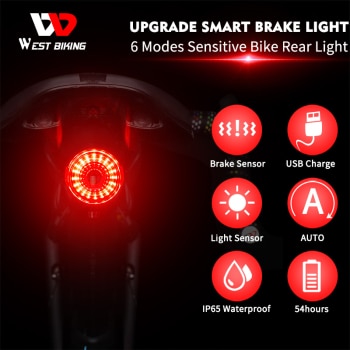 WEST BIKING
UPGRADE SMART BRAKE LIGHT
6 Modes Sensitive Bike Rear Light
Brake Sensor
USB Charge
A
Light Sensor
AUTO
IP65 Waterproof
54hours